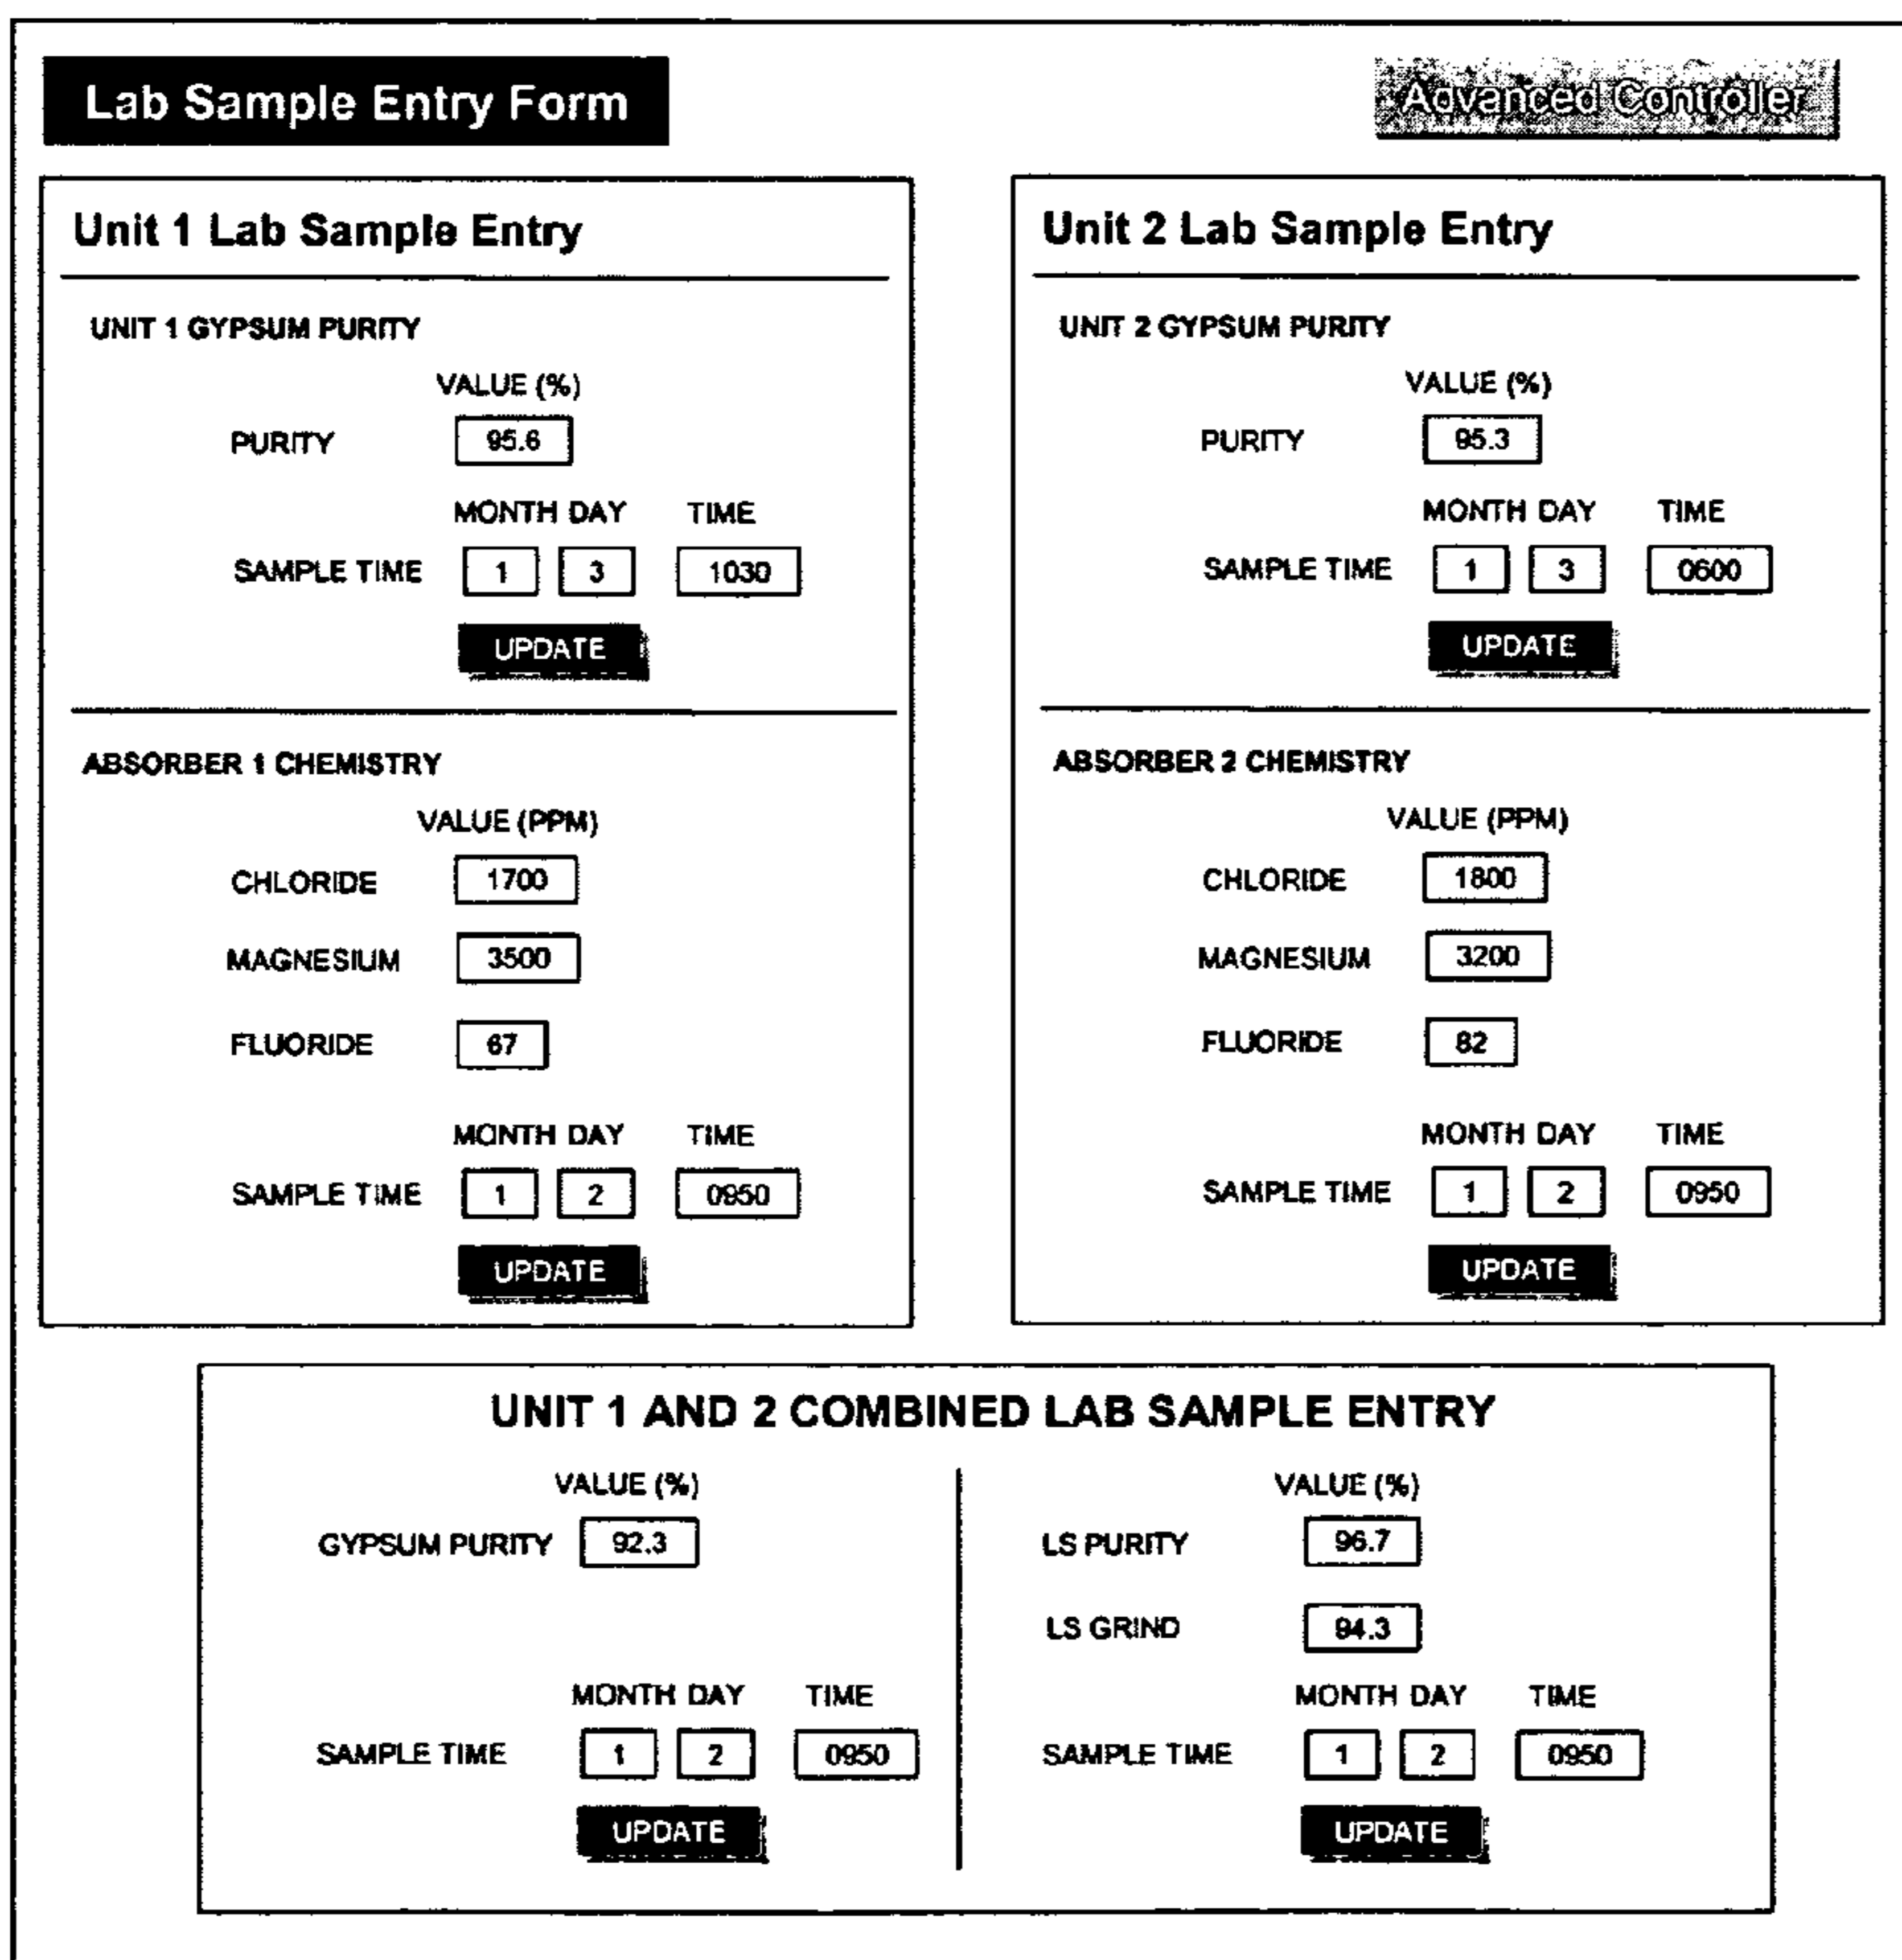 Lab Sample Entry Form
Advanced Controller
Unit 1 Lab Sample Entry
UNIT 1 GYPSUM PURITY
VALUE (%)
PURITY 95.6
MONTH DAY TIME
SAMPLE TIME 1 3 1030
UPDATE
ABSORBER 1 CHEMISTRY
VALUE (PPM)
CHLORIDE 1700
MAGNESIUM 3500
FLUORIDE 67
MONTH DAY TIME
SAMPLE TIME 1 2 0950
UPDATE
Unit 2 Lab Sample Entry
UNIT 2 GYPSUM PURITY
VALUE (%)
PURITY 95.3
MONTH DAY TIME
SAMPLE TIME 1 3 0600
UPDATE
ABSORBER 2 CHEMISTRY
VALUE (PPM)
CHLORIDE 1800
MAGNESIUM 3200
FLUORIDE 82
MONTH DAY TIME
SAMPLE TIME 1 2 0950
UPDATE
UNIT 1 AND 2 COMBINED LAB SAMPLE ENTRY
VALUE (%)
GYPSUM PURITY 92.3
MONTH DAY TIME
SAMPLE TIME 1 2 0950
UPDATE
VALUE (%)
LS PURITY 96.7
LS GRIND 94.3
MONTH DAY TIME
SAMPLE TIME 1 2 0950
UPDATE